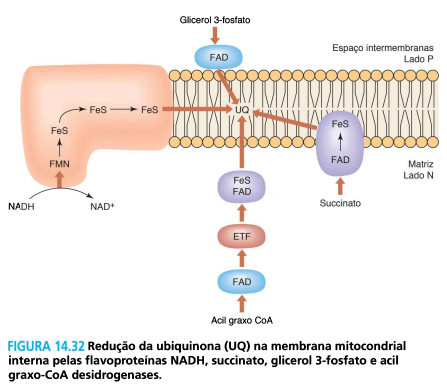 Glicerol 3-fosfato
FAD
Espaço intermembranas
Lado P
FeS
FeS
FeS
UQ
FeS
FAD
FMN
Matriz
Lado N
NADH
NAD+
FeS
FAD
Succinato
ETF
FAD
Acil graxo CoA
FIGURA 14.32 Redução da ubiquinona (UQ) na membrana mitocondrial
interna pelas flavoproteínas NADH, succinato, glicerol 3-fosfato e acil
graxo-CoA desidrogenases.